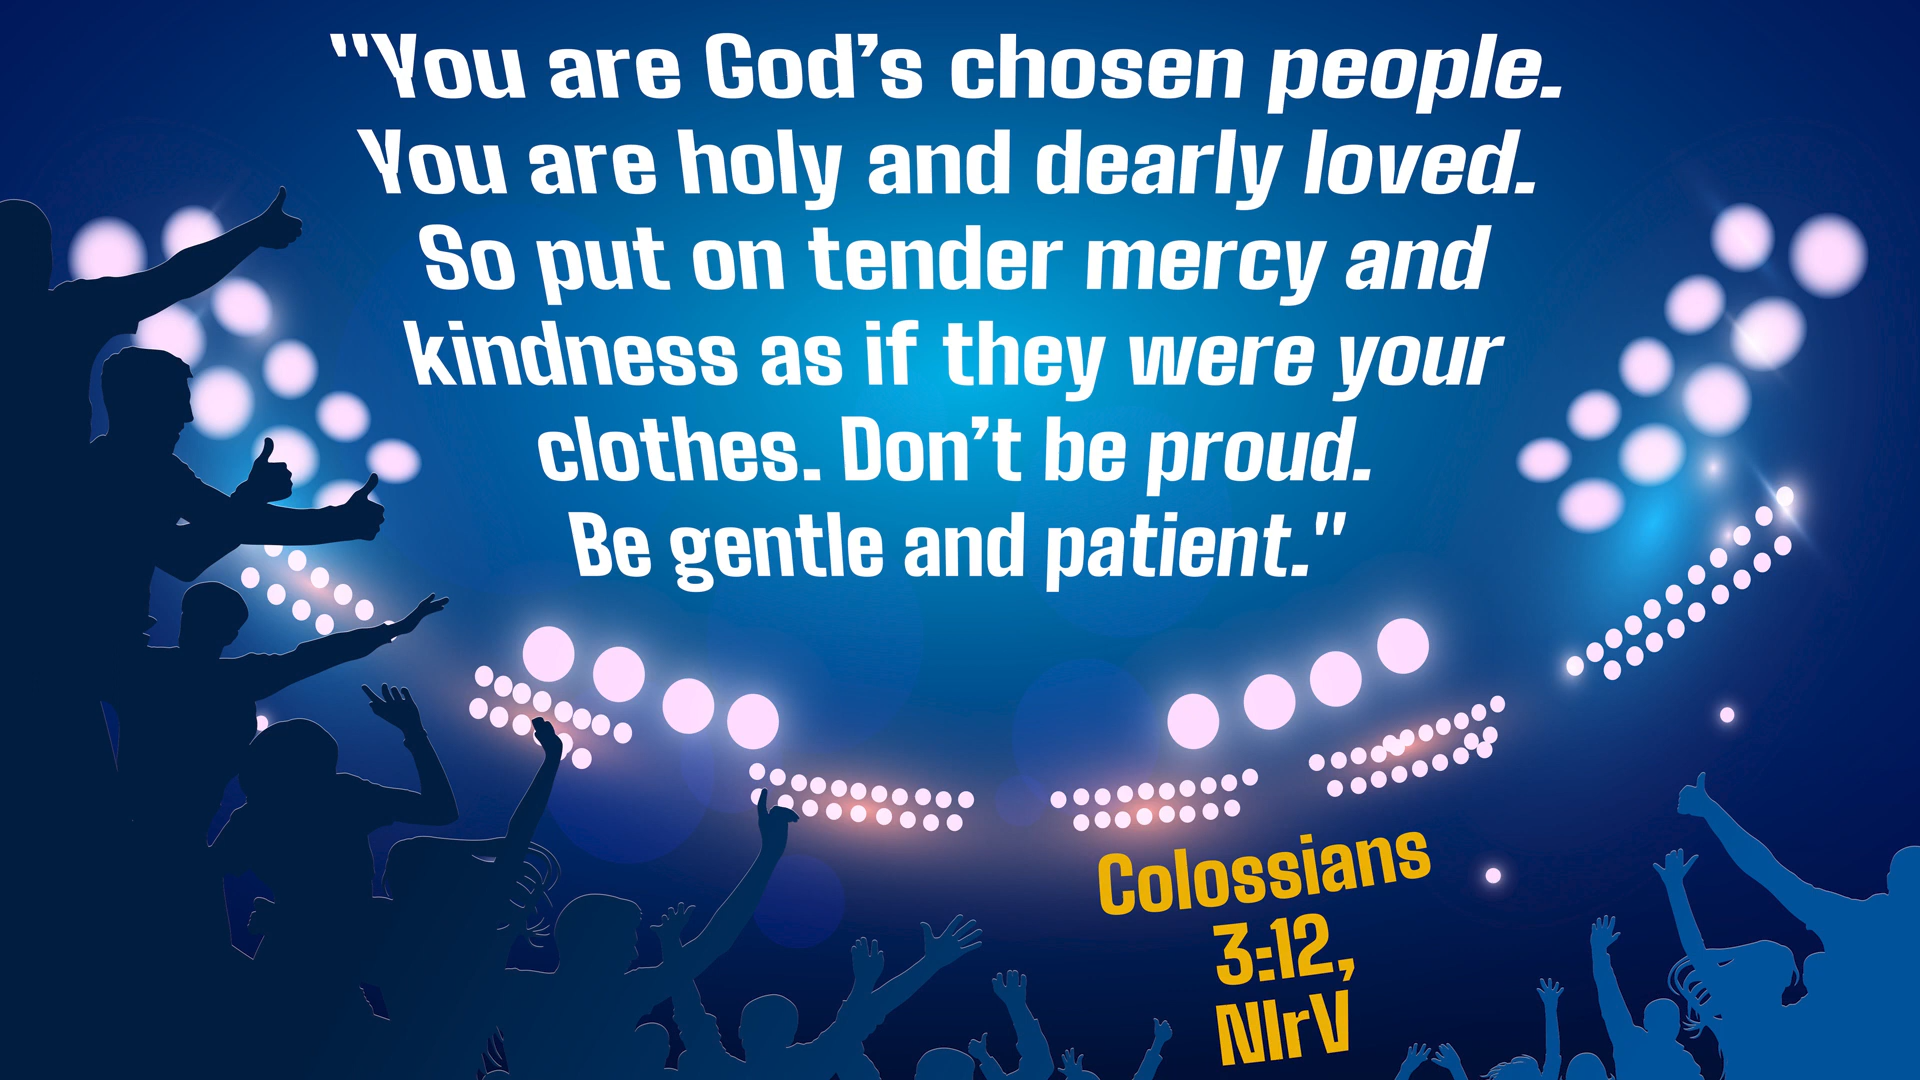 "You are God's chosen people.
You are holy and dearly loved.
So put on tender mercy and
kindness as if they were your
clothes. Don't be proud.
Be gentle and patient."
Colossians
3:12,
NIrV